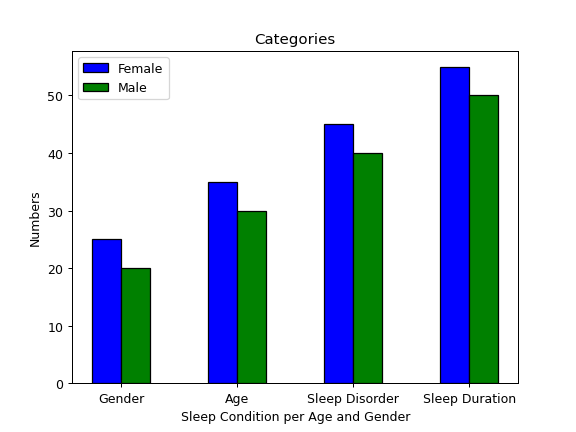 Categories
Female
Male
Numbers
50
40
30
20
10
0
Gender Age Sleep Disorder Sleep Duration
Sleep Condition per Age and Gender